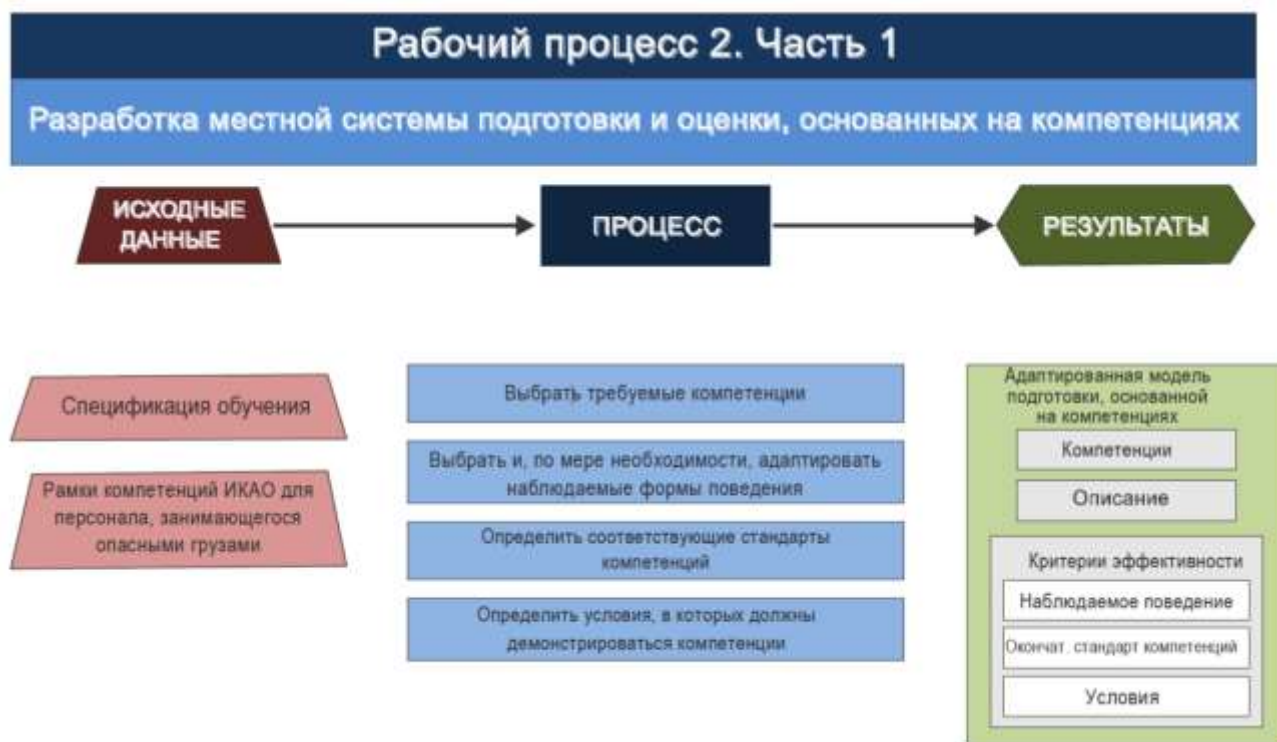 Рабочий процесс 2. Часть 1
Разработка местной системы подготовки и оценки, основанных на компетенциях
ИСХОДНЫЕ
ДАННЫЕ
ПРОЦЕСС
РЕЗУЛЬТАТЫ
Спецификация обучения
Рамки компетенций ИКАО для
персонала, занимающегося
опасными грузами
Выбрать требуемые компетенции
Выбрать и, по мере необходимости, адаптировать
наблюдаемые формы поведения
Определить соответствующие стандарты
компетенций
Определить условия, в которых должны
демонстрироваться компетенции
Адаптированная модель
подготовки, основанной
на компетенциях
Компетенции
Описание
Критерии эффективности
Наблюдаемое поведение
Окончат. стандарт компетенций
Условия